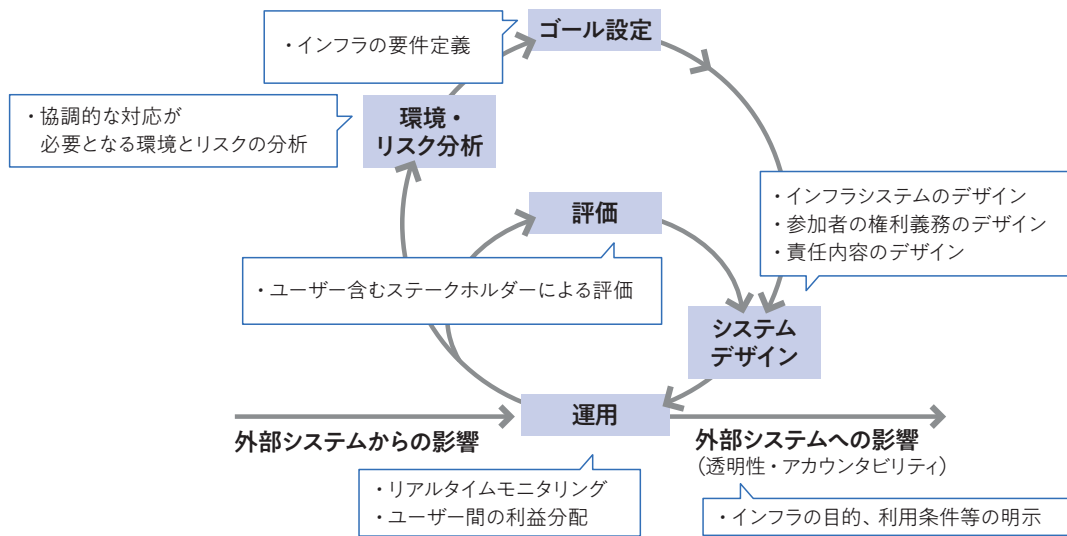 ゴール設定
・インフラの要件定義
環境・
リスク分析
・協調的な対応が
必要となる環境とリスクの分析
評価
・インフラシステムのデザイン
・参加者の権利義務のデザイン
・責任内容のデザイン
・ユーザー含むステークホルダーによる評価
システム
デザイン
運用
外部システムからの影響
外部システムへの影響
（透明性・アカウンタビリティ）
・リアルタイムモニタリング
・ユーザー間の利益分配
・インフラの目的、利用条件等の明示